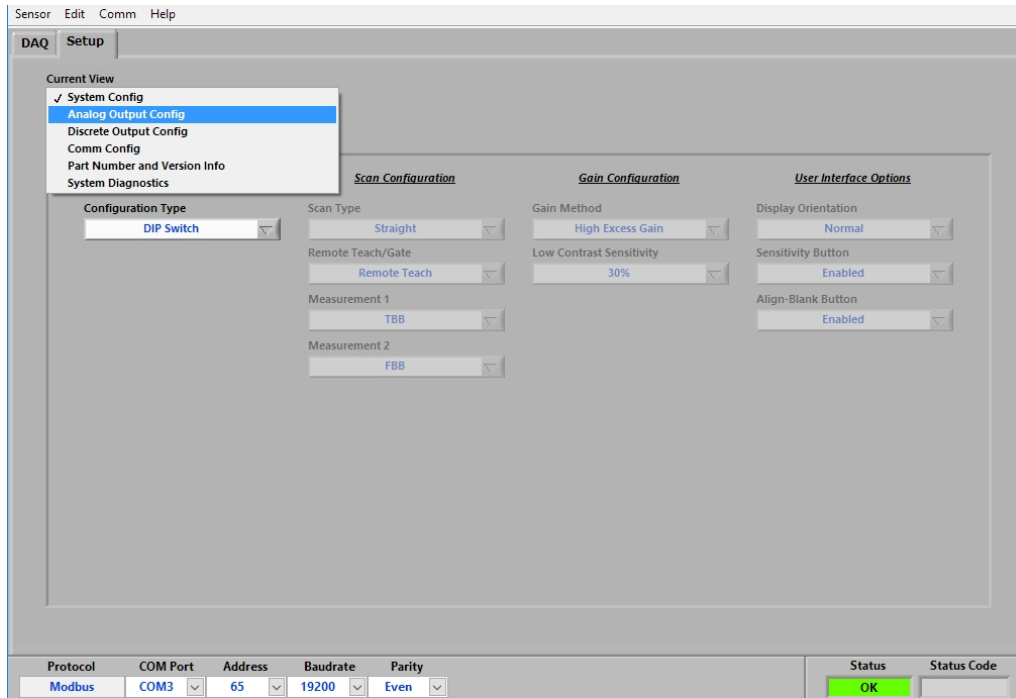 Sensor Edit Comm Help
DAQ Setup
Current View
✓ System Config
Analog Output Config
Discrete Output Config
Comm Config
Part Number and Version Info
System Diagnostics
Scan Configuration Gain Configuration User Interface Options
Configuration Type Scan Type Gain Method Display Orientation
DIP Switch Straight High Excess Gain Normal
Remote Teach/Gate Low Contrast Sensitivity Sensitivity Button
Remote Teach 30% Enabled
Measurement 1 Align-Blank Button
TBB Enabled
Measurement 2
FBB
Protocol COM Port Address Baudrate Parity Status Status Code
Modbus COM3 65 19200 Even OK